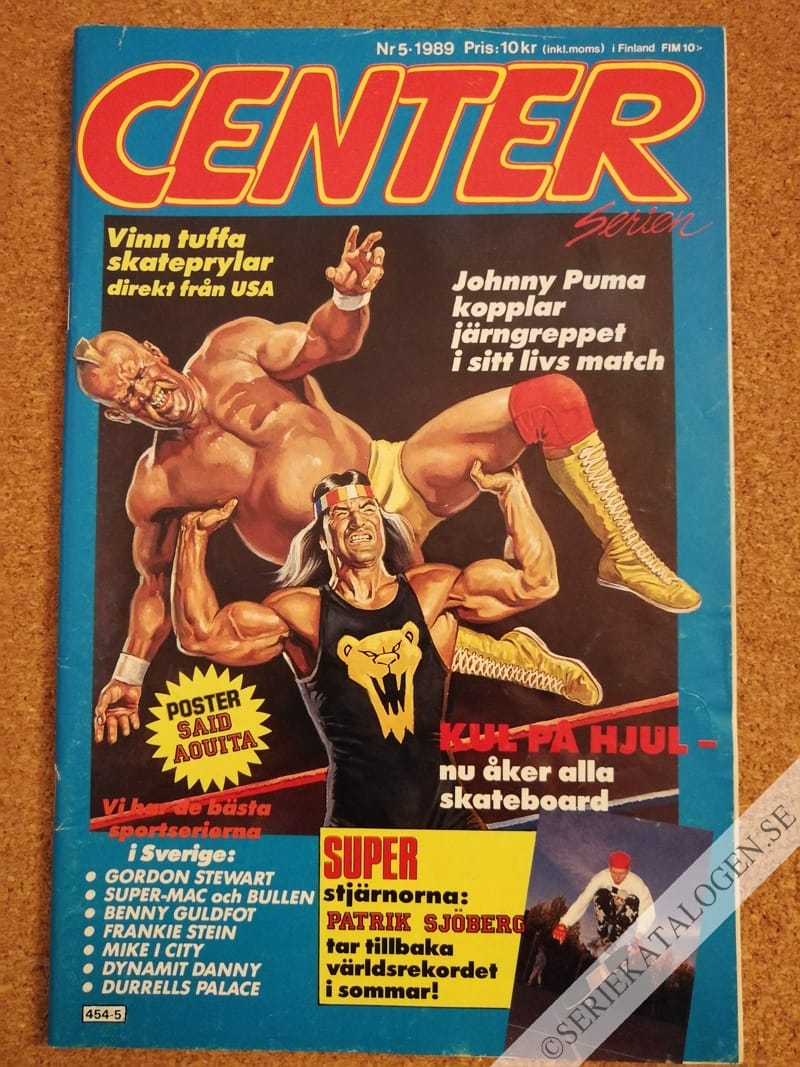 Nr 5·1989 Pris:10 kr (inkl.moms) i Finland FIM 10:-
CENTER
Serien
Vinn tuffa
skateprylar
direkt från USA
Johnny Puma
kopplar
järngreppet
i sitt livs match
POSTER
SAID
AOUITA
KUL PÅ HJUL –
nu åker alla
skateboard
Vi har de bästa
sportserierna
i Sverige:
• GORDON STEWART
• SUPER-MAC och BULLEN
• BENNY GULDFOT
• FRANKIE STEIN
• MIKE I CITY
• DYNAMIT DANNY
• DURRELLS PALACE
SUPER
stjärnorna:
PATRIK SJÖBERG
tar tillbaka
världsrekordet
i sommar!
454-5
©SERIEKATALOGEN.SE